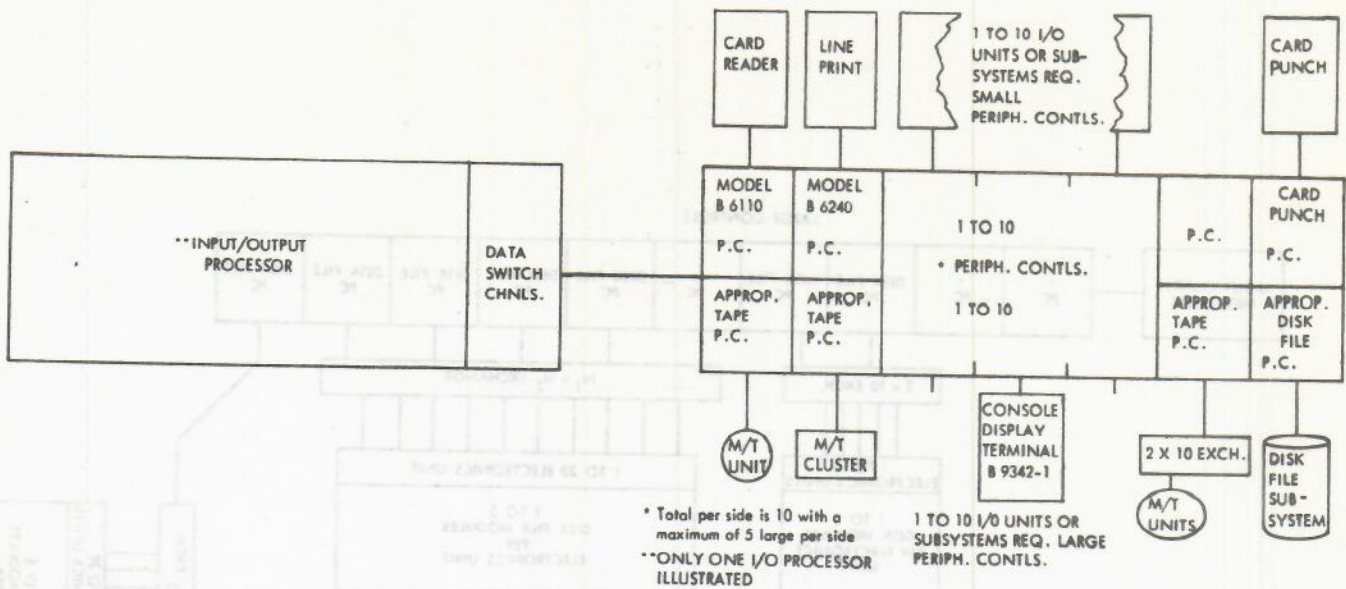 CARD
READER
LINE
PRINT
1 TO 10 I/O
UNITS OR SUB-
SYSTEMS REQ.
SMALL
PERIPH. CONTLS.
CARD
PUNCH
**INPUT/OUTPUT
PROCESSOR
DATA
SWITCH
CHNLS.
MODEL
B 6110
P.C.
MODEL
B 6240
P.C.
1 TO 10
* PERIPH. CONTLS.
1 TO 10
P.C.
CARD
PUNCH
P.C.
APPROP.
TAPE
P.C.
APPROP.
TAPE
P.C.
APPROP.
TAPE
P.C.
APPROP.
DISK
FILE
P.C.
M/T
UNIT
M/T
CLUSTER
CONSOLE
DISPLAY
TERMINAL
B 9342-1
2 X 10 EXCH.
M/T
UNITS
DISK
FILE
SUB-
SYSTEM
* Total per side is 10 with a
maximum of 5 large per side
**ONLY ONE I/O PROCESSOR
ILLUSTRATED
1 TO 10 I/O UNITS OR
SUBSYSTEMS REQ. LARGE
PERIPH. CONTLS.